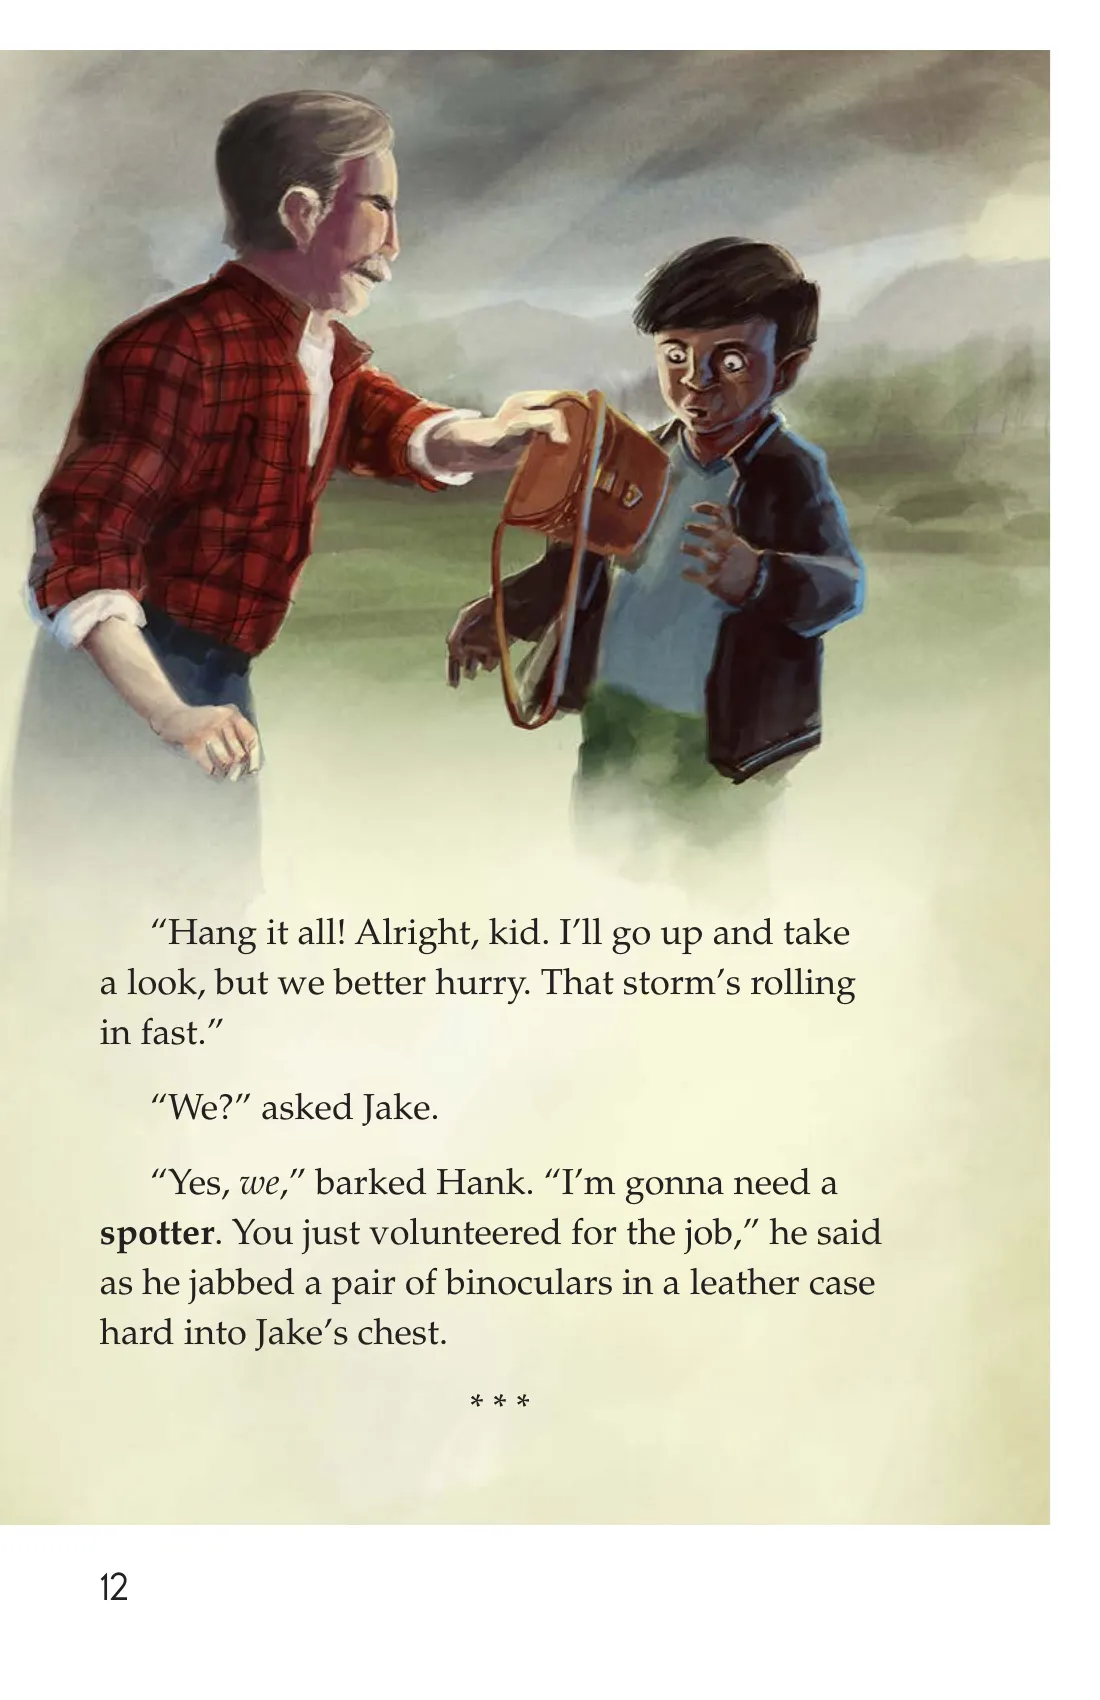 “Hang it all! Alright, kid. I’ll go up and take
a look, but we better hurry. That storm’s rolling
in fast.”
“We?” asked Jake.
“Yes, we,” barked Hank. “I’m gonna need a
spotter. You just volunteered for the job,” he said
as he jabbed a pair of binoculars in a leather case
hard into Jake’s chest.
* * *
12